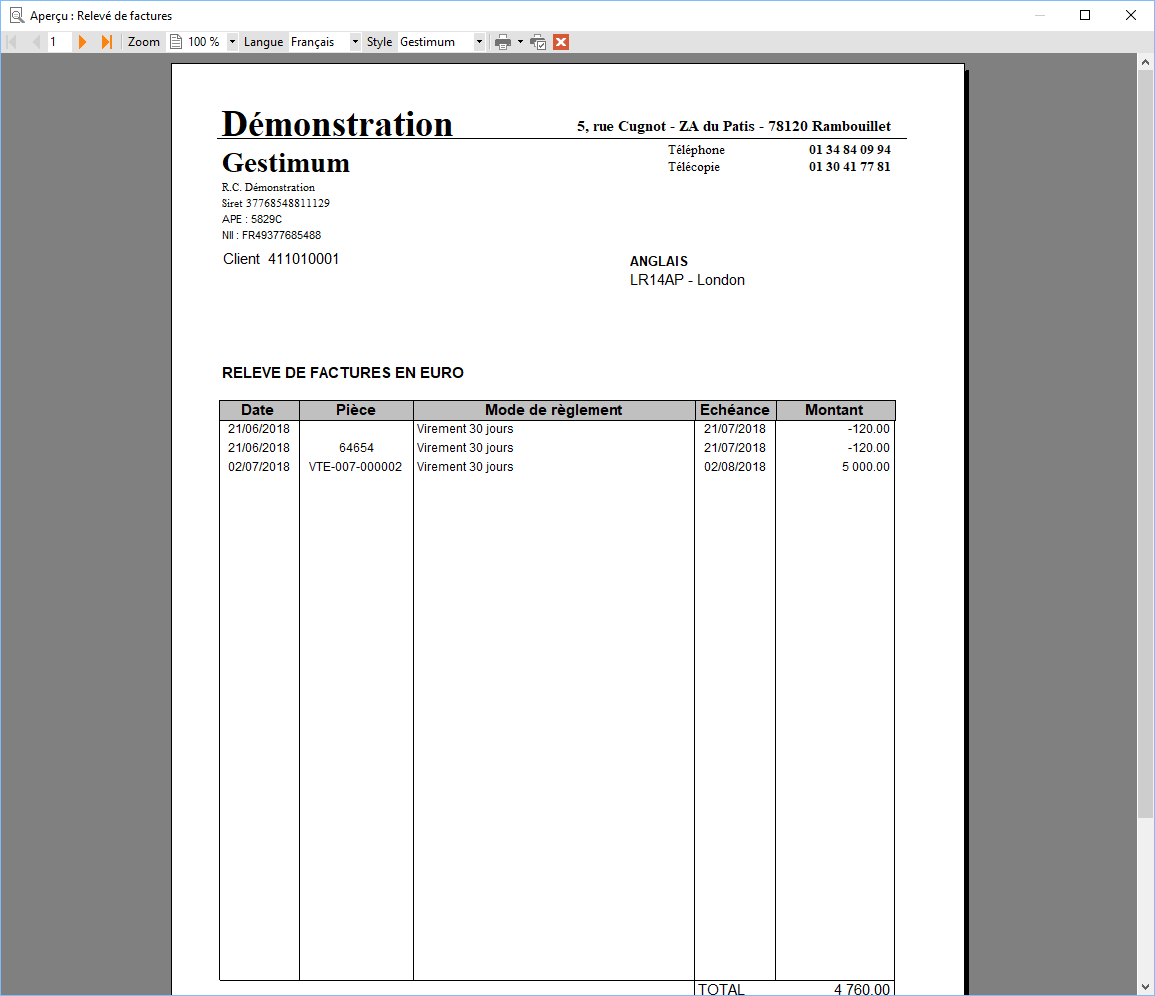 Aperçu : Relevé de factures
1 Zoom 100 % Langue Français Style Gestimum
Démonstration
5, rue Cugnot - ZA du Patis - 78120 Rambouillet
Gestimum
Téléphone 01 34 84 09 94
Télécopie 01 30 41 77 81
R.C. Démonstration
Siret 37768548811129
APE : 5829C
NII : FR49377685488
Client 411010001
ANGLAIS
LR14AP - London
RELEVE DE FACTURES EN EURO
Date Pièce Mode de règlement Echéance Montant
21/06/2018 Virement 30 jours 21/07/2018 -120.00
21/06/2018 64654 Virement 30 jours 21/07/2018 -120.00
02/07/2018 VTE-007-000002 Virement 30 jours 02/08/2018 5 000.00
TOTAL 4 760.00